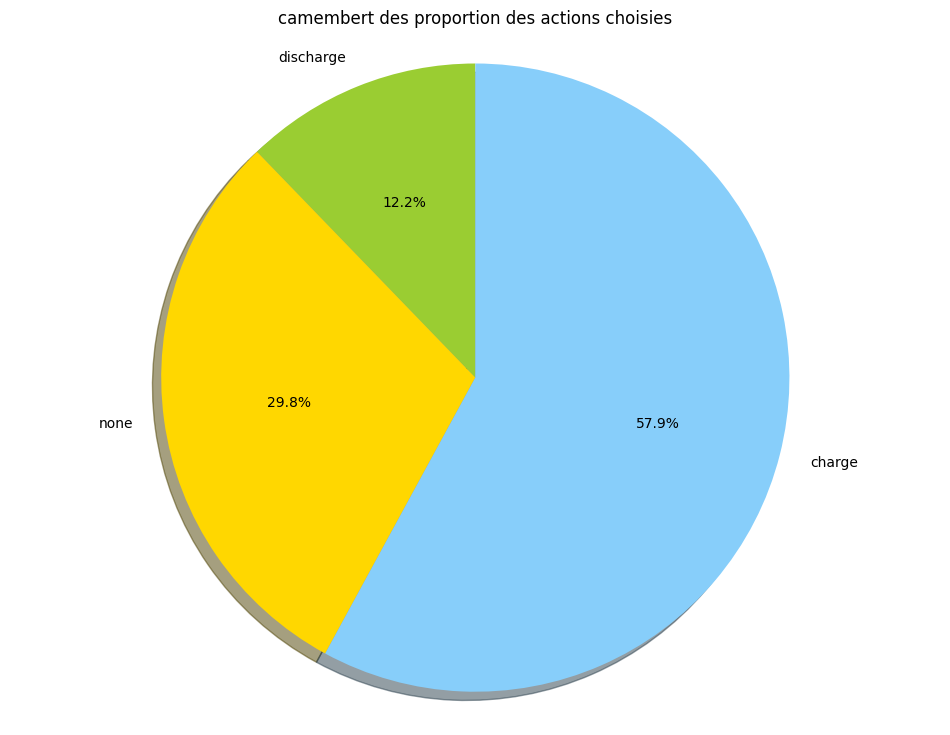 camembert des proportion des actions choisies
discharge
12.2%
29.8%
none
57.9%
charge